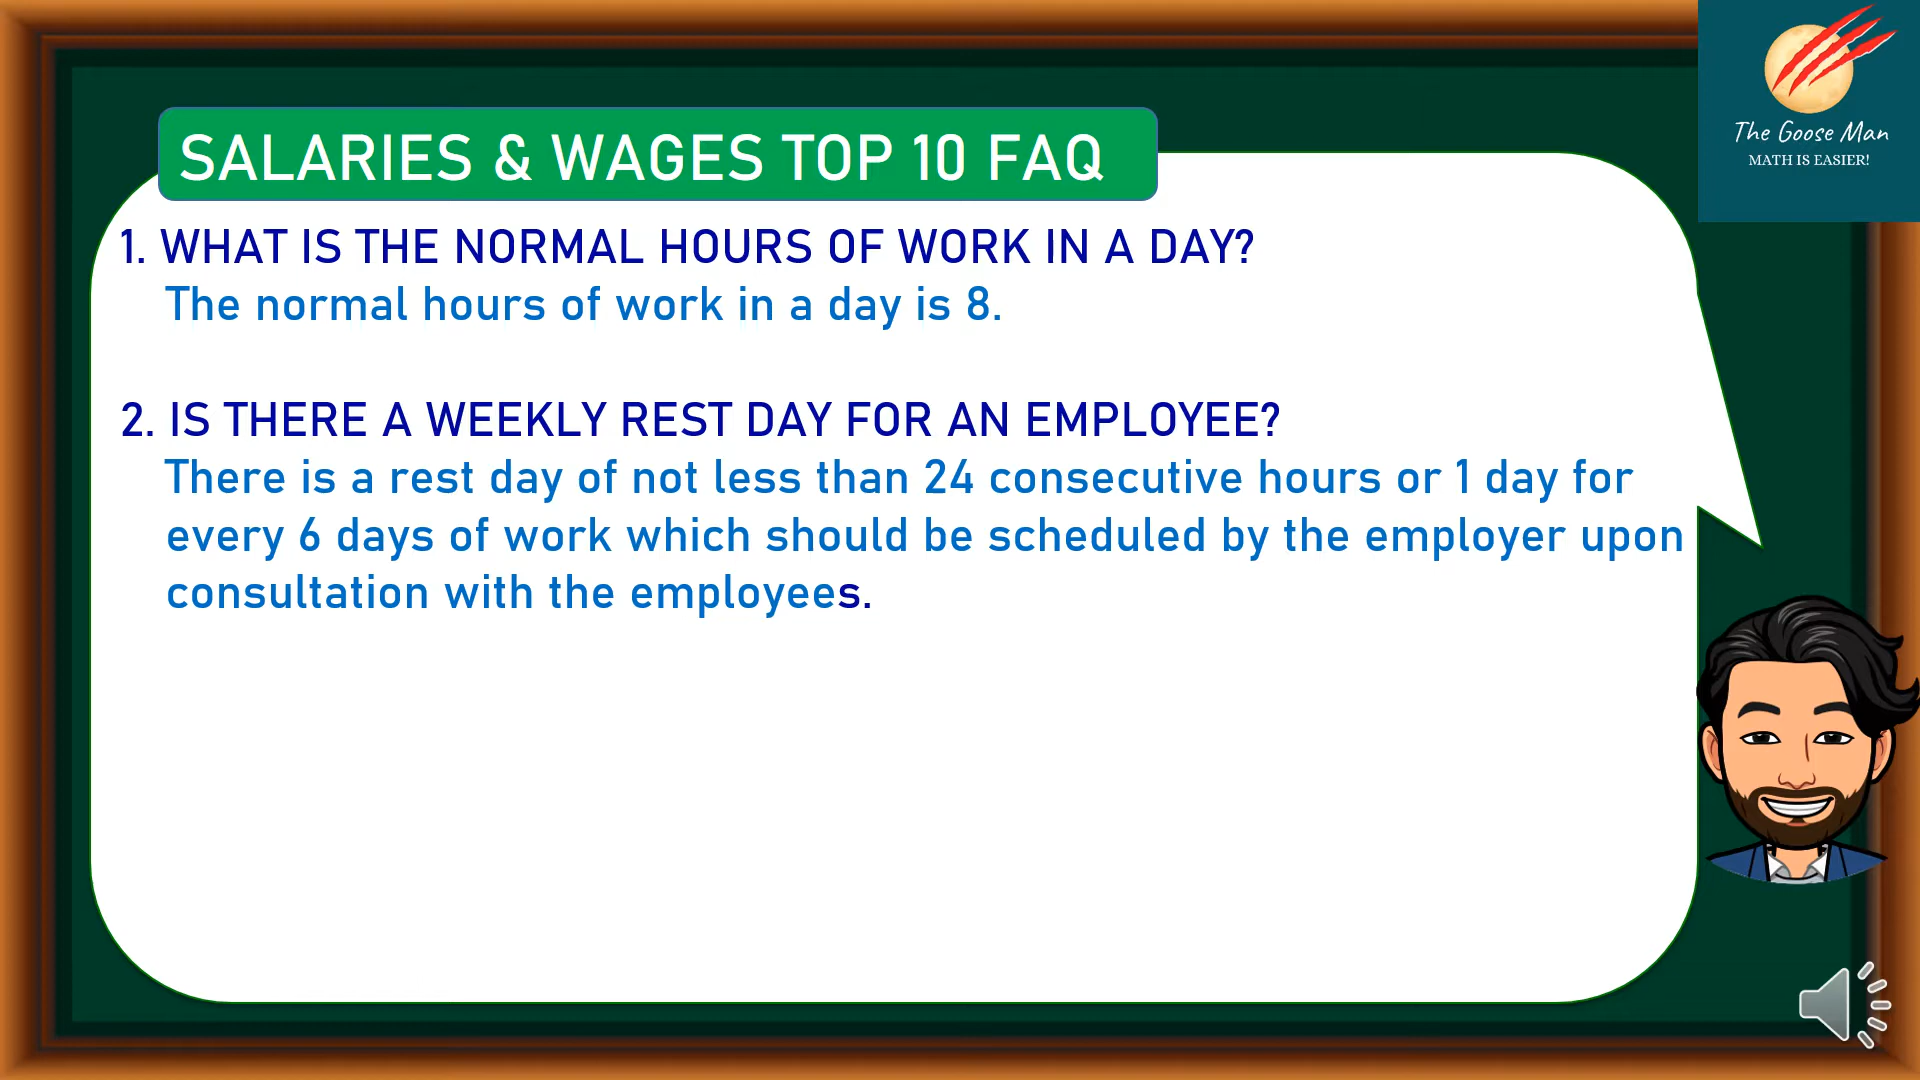 The Goose Man
MATH IS EASIER!
SALARIES & WAGES TOP 10 FAQ
1. WHAT IS THE NORMAL HOURS OF WORK IN A DAY?
The normal hours of work in a day is 8.
2. IS THERE A WEEKLY REST DAY FOR AN EMPLOYEE?
There is a rest day of not less than 24 consecutive hours or 1 day for
every 6 days of work which should be scheduled by the employer upon
consultation with the employees.